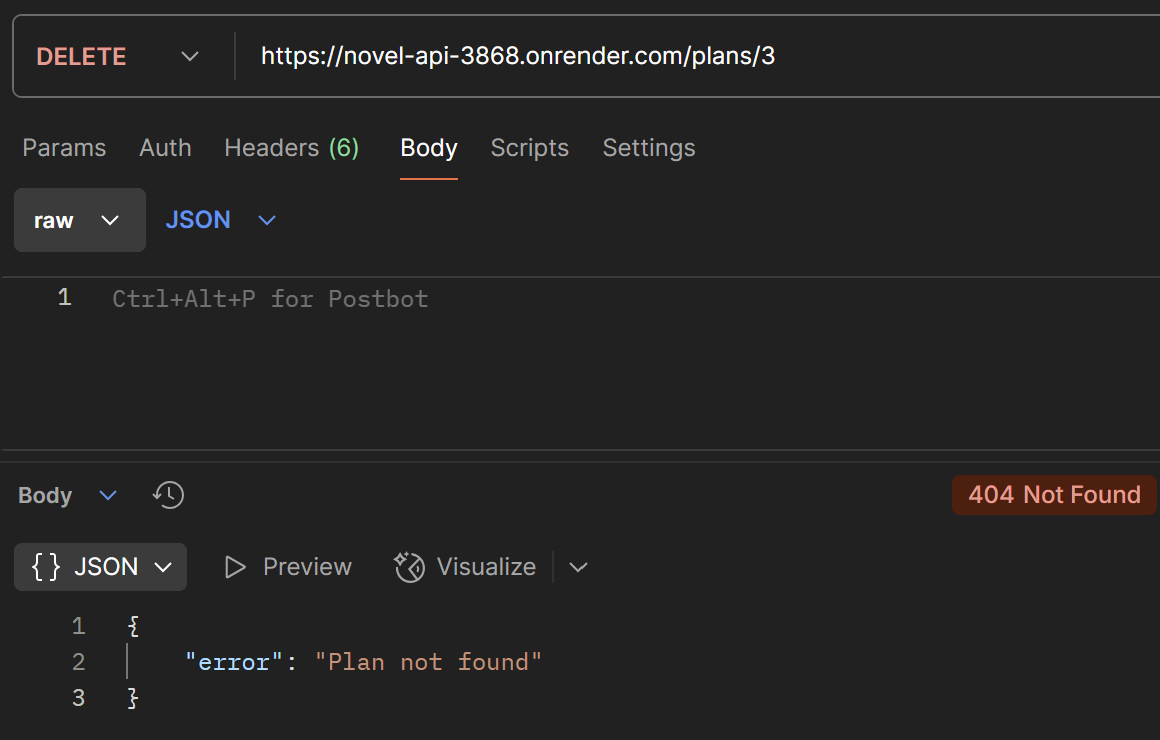 DELETE https://novel-api-3868.onrender.com/plans/3
Params Auth Headers (6) Body Scripts Settings
raw JSON
1 Ctrl+Alt+P for Postbot
Body 404 Not Found
{} JSON Preview Visualize
1 {
2 "error": "Plan not found"
3 }